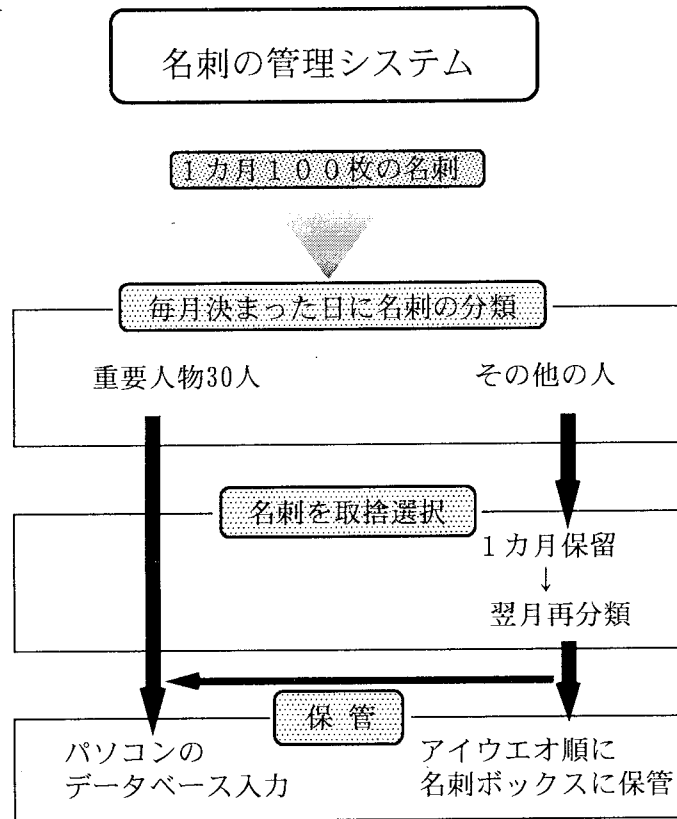 名刺の管理システム
1カ月100枚の名刺
毎月決まった日に名刺の分類
重要人物30人
その他の人
名刺を取捨選択
1カ月保留
↓
翌月再分類
保 管
パソコンの
データベース入力
アイウエオ順に
名刺ボックスに保管